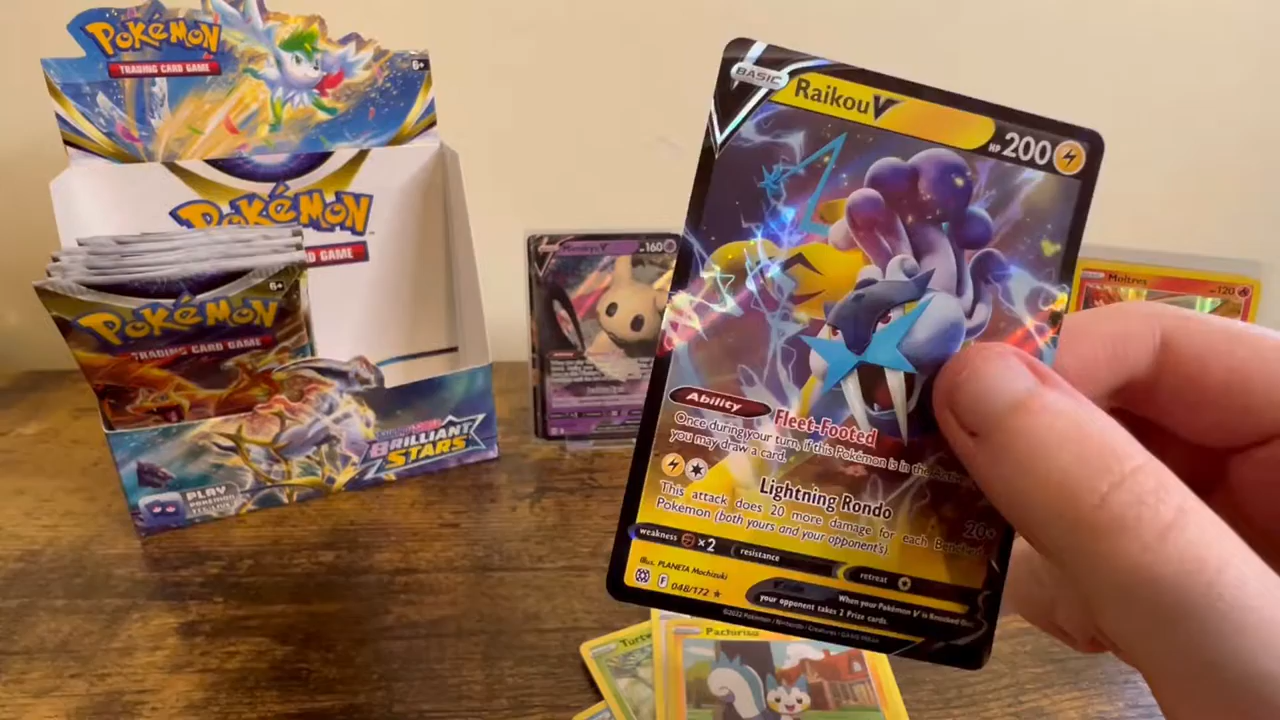 POKÉMON
TRADING CARD GAME
6+
POKÉMON
D GAME
6+
POKÉMON
TRADING CARD GAME
BRILLIANT
STARS
PLAY
POKÉMON
Mimikyu V
160
Moltres
120
BASIC
Raikou V
HP 200
Ability
Fleet-Footed
Once during your turn, if this Pokémon is in the Active
you may draw a card.
Lightning Rondo
20+
This attack does 20 more damage for each Benched
Pokémon (both yours and your opponent's).
weakness ×2 resistance retreat
Illus. PLANETA Mochizuki
F 048/172
When your Pokémon V is Knocked Out,
your opponent takes 2 Prize cards.
©2022 Pokémon / Nintendo / Creatures / GAME FREAK
Turtw
Pachirisu